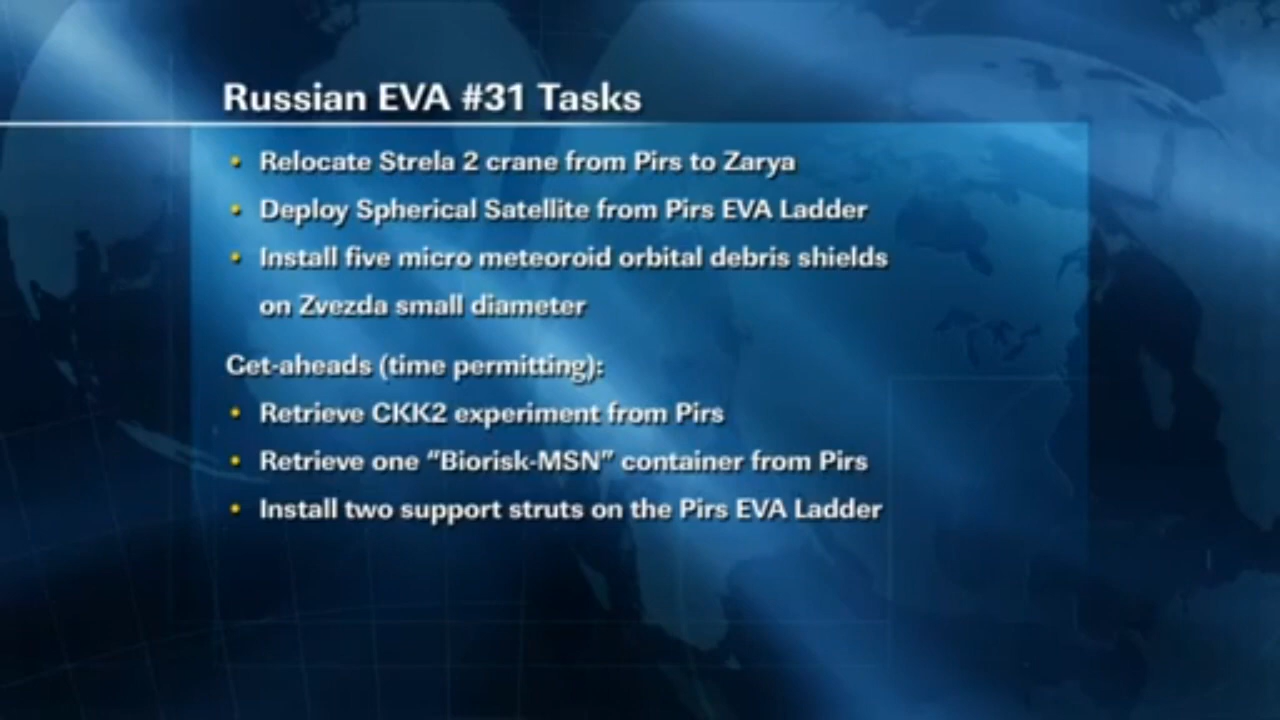 Russian EVA #31 Tasks
• Relocate Strela 2 crane from Pirs to Zarya
• Deploy Spherical Satellite from Pirs EVA Ladder
• Install five micro meteoroid orbital debris shields
on Zvezda small diameter
Get-aheads (time permitting):
• Retrieve CKK2 experiment from Pirs
• Retrieve one “Biorisk-MSN” container from Pirs
• Install two support struts on the Pirs EVA Ladder